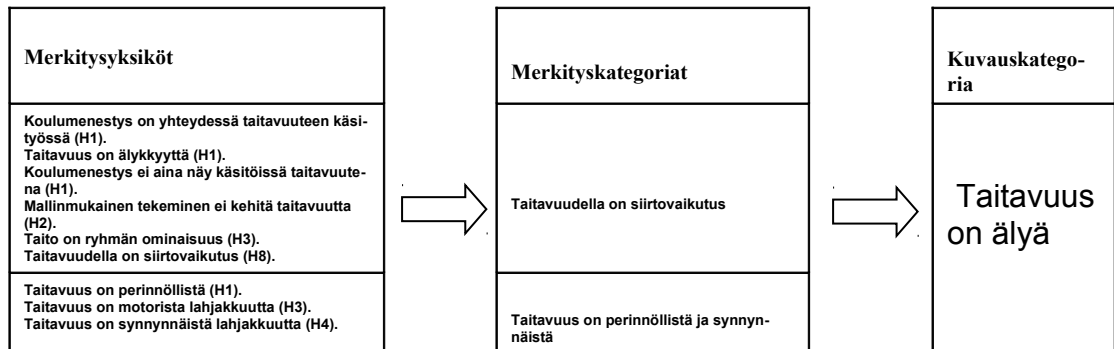 Merkitysyksiköt
Koulumenestys on yhteydessä taitavuuteen käsi-
työssä (H1).
Taitavuus on älykkyyttä (H1).
Koulumenestys ei aina näy käsitöissä taitavuute-
na (H1).
Mallinmukainen tekeminen ei kehitä taitavuutta
(H2).
Taito on ryhmän ominaisuus (H3).
Taitavuudella on siirtovaikutus (H8).
Taitavuus on perinnöllistä (H1).
Taitavuus on motorista lahjakkuutta (H3).
Taitavuus on synnynnäistä lahjakkuutta (H4).
Merkityskategoriat
Taitavuudella on siirtovaikutus
Taitavuus on perinnöllistä ja synnyn-
näistä
Kuvauskatego-
ria
Taitavuus
on älyä